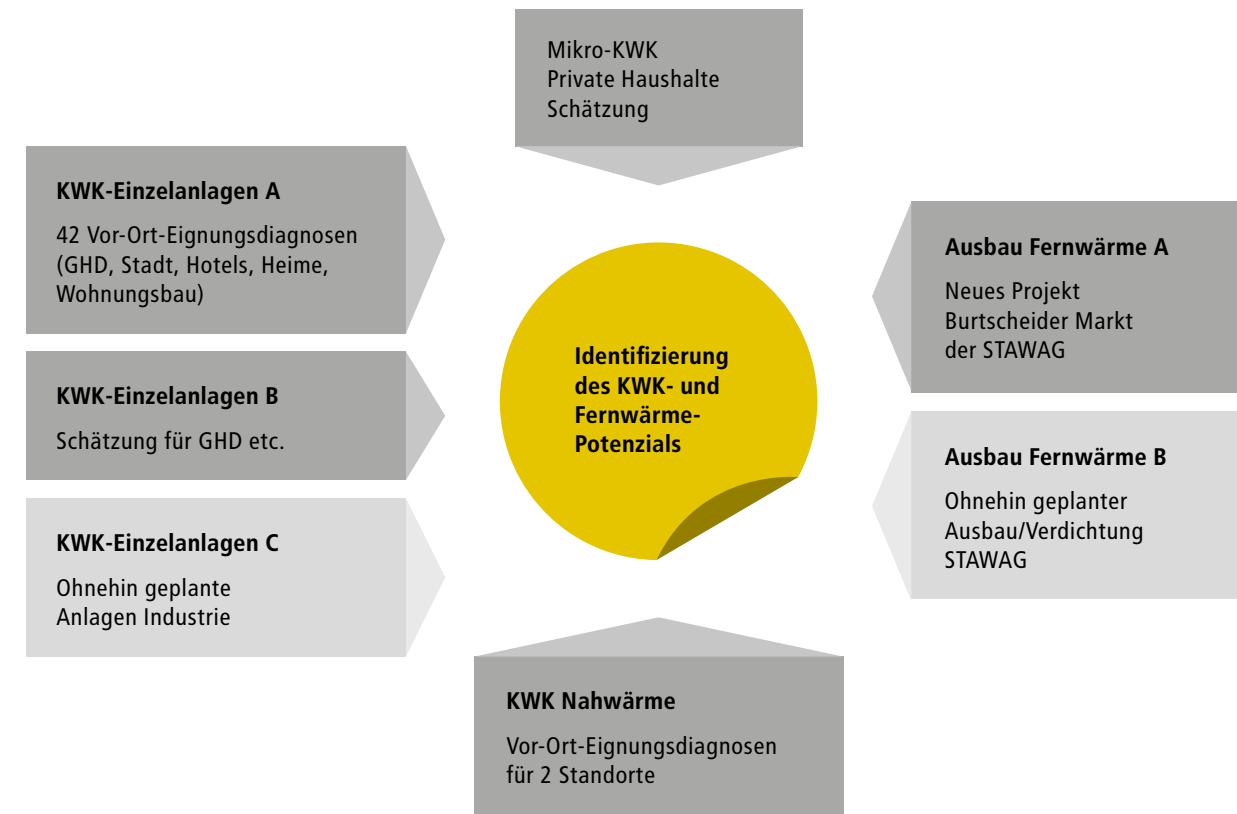 Mikro-KWK
Private Haushalte
Schätzung
KWK-Einzelanlagen A
42 Vor-Ort-Eignungsdiagnosen
(GHD, Stadt, Hotels, Heime,
Wohnungsbau)
KWK-Einzelanlagen B
Schätzung für GHD etc.
KWK-Einzelanlagen C
Ohnehin geplante
Anlagen Industrie
Identifizierung
des KWK- und
Fernwärme-
Potenzials
Ausbau Fernwärme A
Neues Projekt
Burtscheider Markt
der STAWAG
Ausbau Fernwärme B
Ohnehin geplanter
Ausbau/Verdichtung
STAWAG
KWK Nahwärme
Vor-Ort-Eignungsdiagnosen
für 2 Standorte